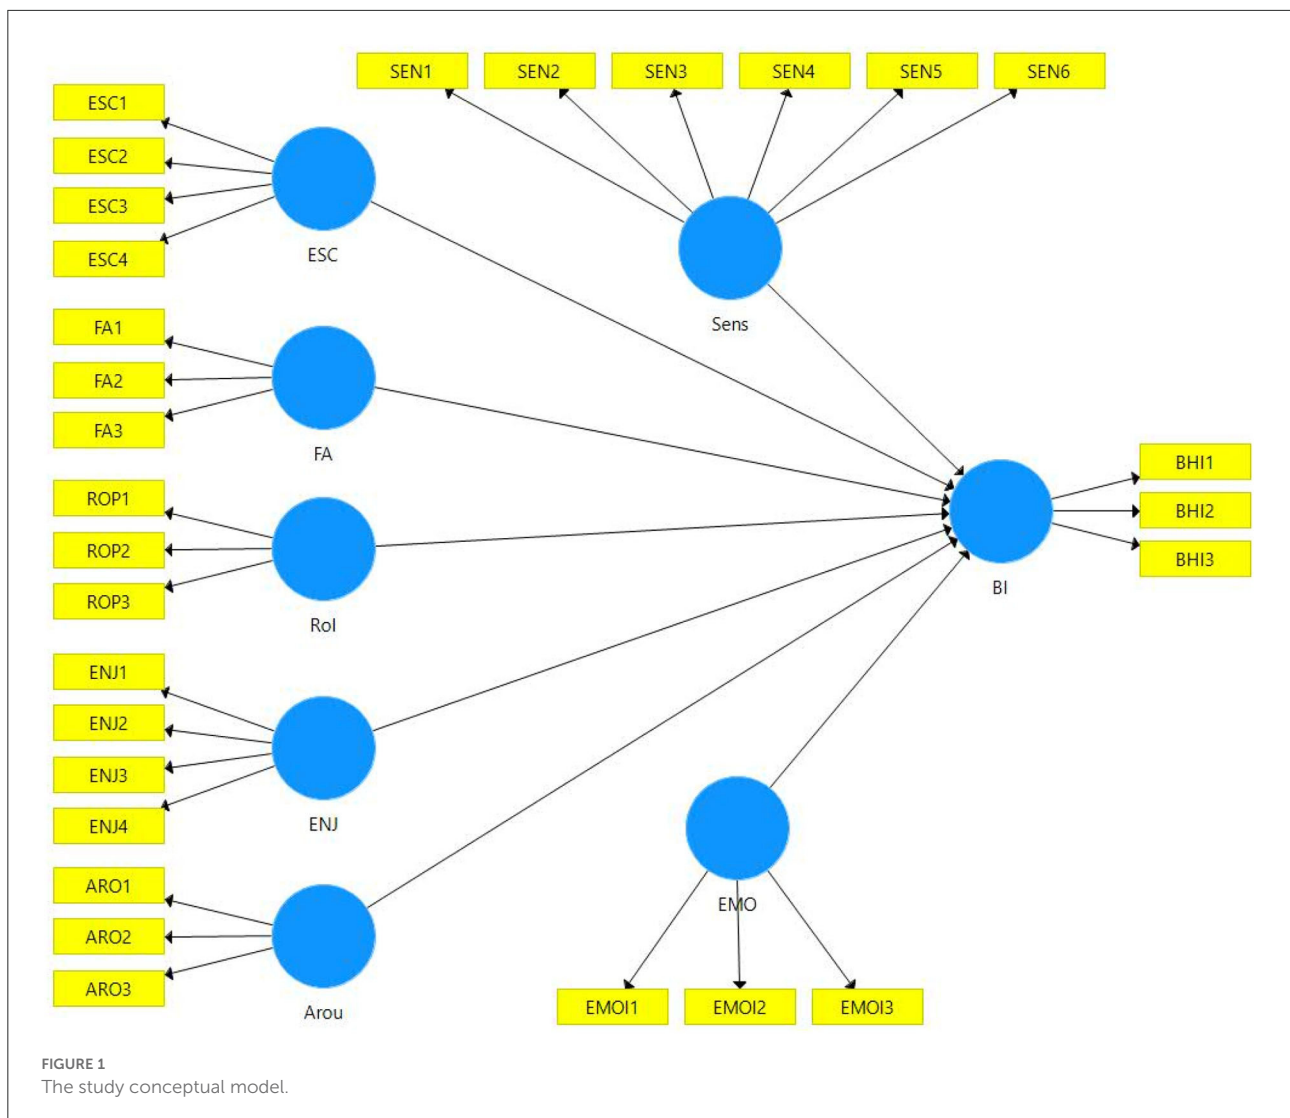 SEN1
SEN2
SEN3
SEN4
SEN5
SEN6
Sens
ESC1
ESC2
ESC3
ESC4
ESC
FA1
FA2
FA3
FA
ROP1
ROP2
ROP3
Rol
ENJ1
ENJ2
ENJ3
ENJ4
ENJ
ARO1
ARO2
ARO3
Arou
BHI1
BHI2
BHI3
BI
EMO
EMOI1
EMOI2
EMOI3
FIGURE 1
The study conceptual model.